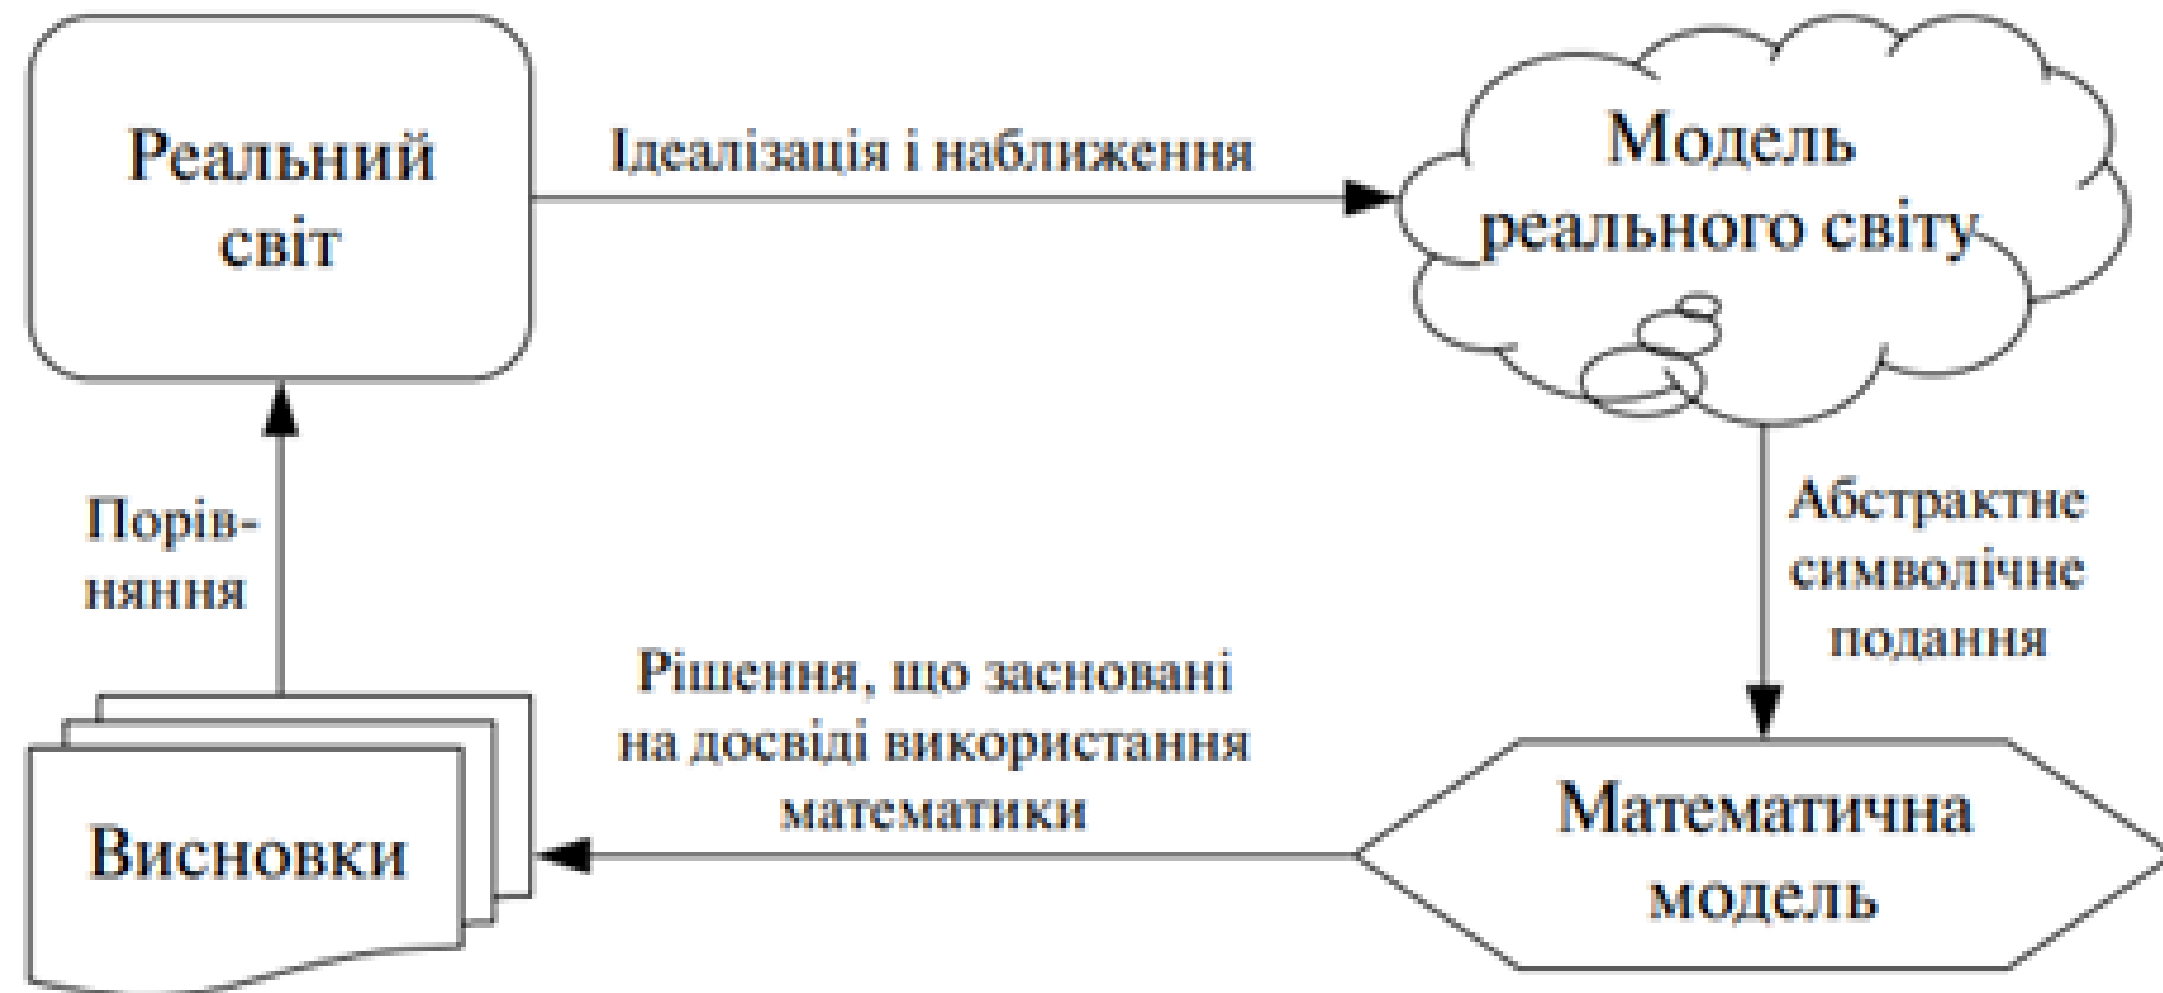 Реальний
світ
Ідеалізація і наближення
Модель
реального світу
Порів-
няння
Абстрактне
символічне
подання
Рішення, що засновані
на досвіді використання
математики
Висновки
Математична
модель